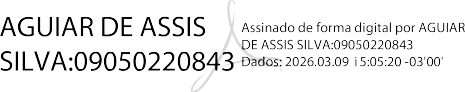 AGUIAR DE ASSIS
SILVA:09050220843
Assinado de forma digital por AGUIAR
DE ASSIS SILVA:09050220843
Dados: 2026.03.09 15:05:20 -03'00'